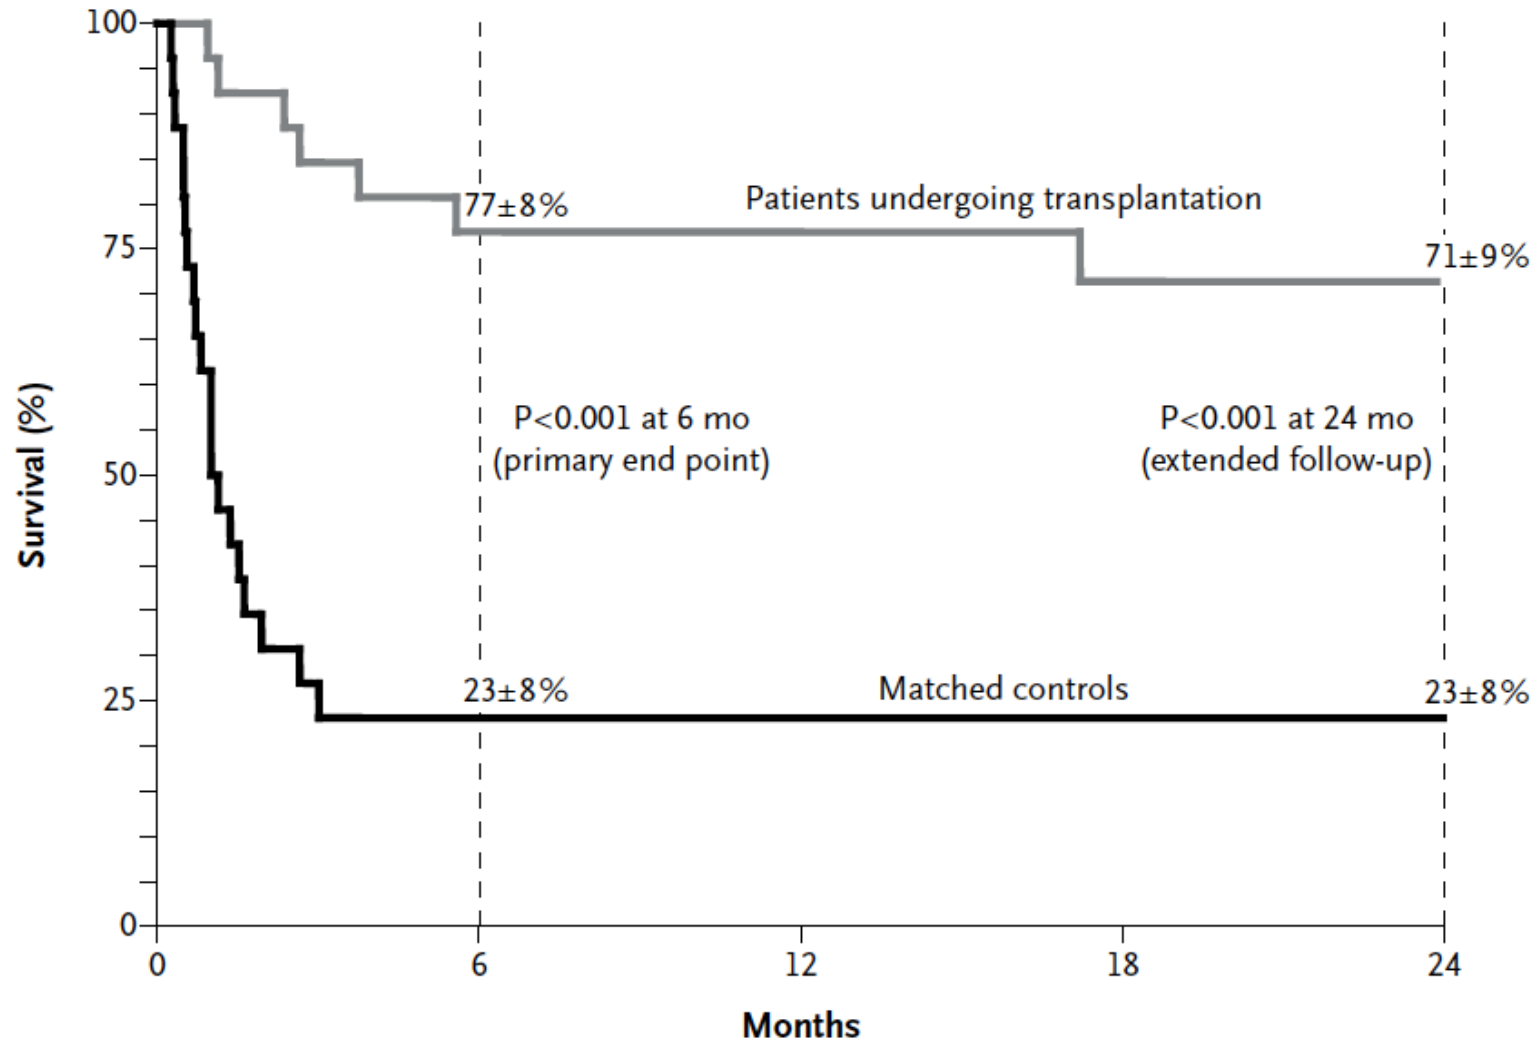 100
75
50
25
0
Survival (%)
77±8%
Patients undergoing transplantation
71±9%
P<0.001 at 6 mo
(primary end point)
P<0.001 at 24 mo
(extended follow-up)
23±8%
Matched controls
23±8%
0
6
12
18
24
Months